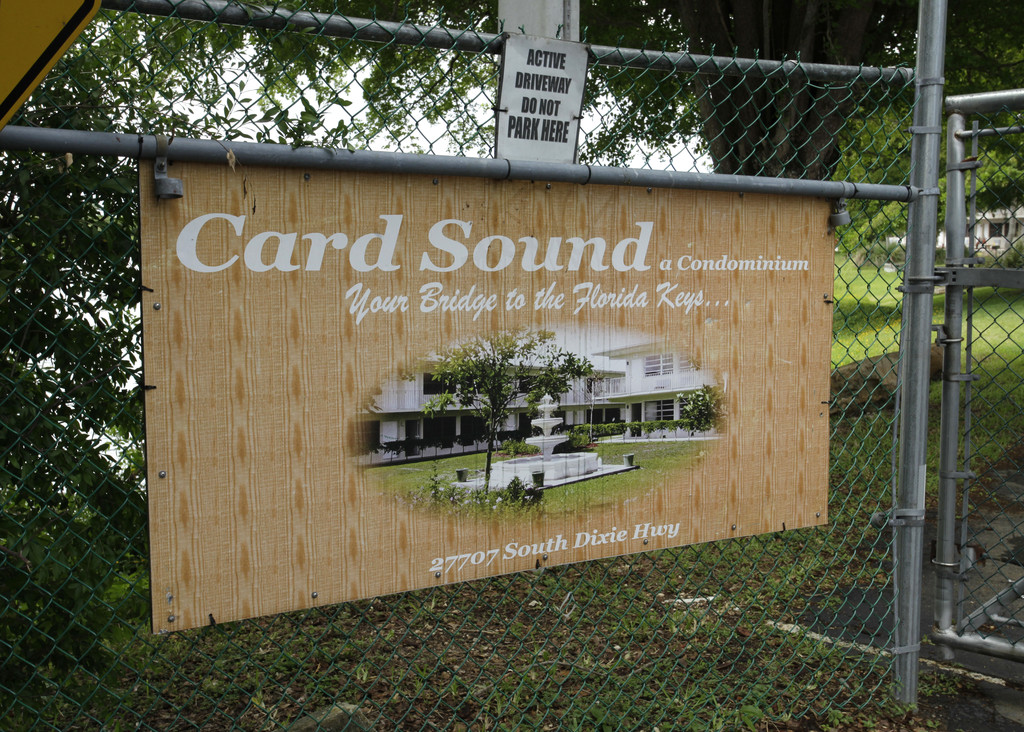 ACTIVE
DRIVEWAY
DO NOT
PARK HERE
Card Sound a Condominium
Your Bridge to the Florida Keys...
27707 South Dixie Hwy